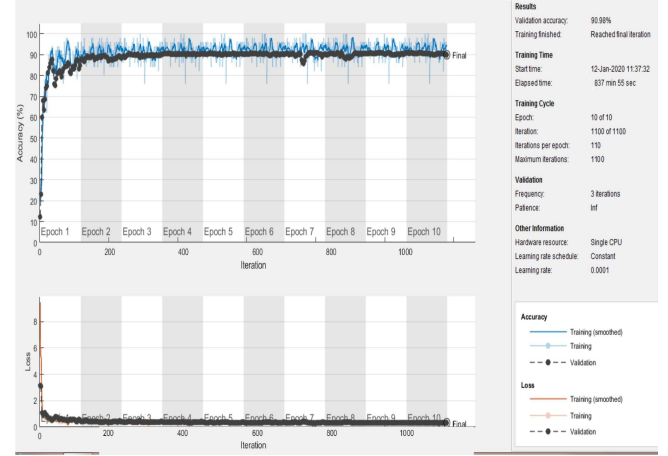 Results
Validation accuracy: 90.98%
Training finished: Reached final iteration
Training Time
Start time: 12-Jan-2020 11:37:32
Elapsed time: 837 min 55 sec
Training Cycle
Epoch: 10 of 10
Iteration: 1100 of 1100
Iterations per epoch: 110
Maximum iterations: 1100
Validation
Frequency: 3 iterations
Patience: Inf
Other Information
Hardware resource: Single CPU
Learning rate schedule: Constant
Learning rate: 0.0001
Accuracy (%)
100
90
80
70
60
50
40
30
20
10
0
Final
Epoch 1 Epoch 2 Epoch 3 Epoch 4 Epoch 5 Epoch 6 Epoch 7 Epoch 8 Epoch 9 Epoch 10
0 200 400 600 800 1000
Iteration
Loss
8
6
4
2
0
Epoch 2 Epoch 3 Epoch 4 Epoch 5 Epoch 6 Epoch 7 Epoch 8 Epoch 9 Epoch 10
Final
0 200 400 600 800 1000
Iteration
Accuracy
Training (smoothed)
Training
Validation
Loss
Training (smoothed)
Training
Validation